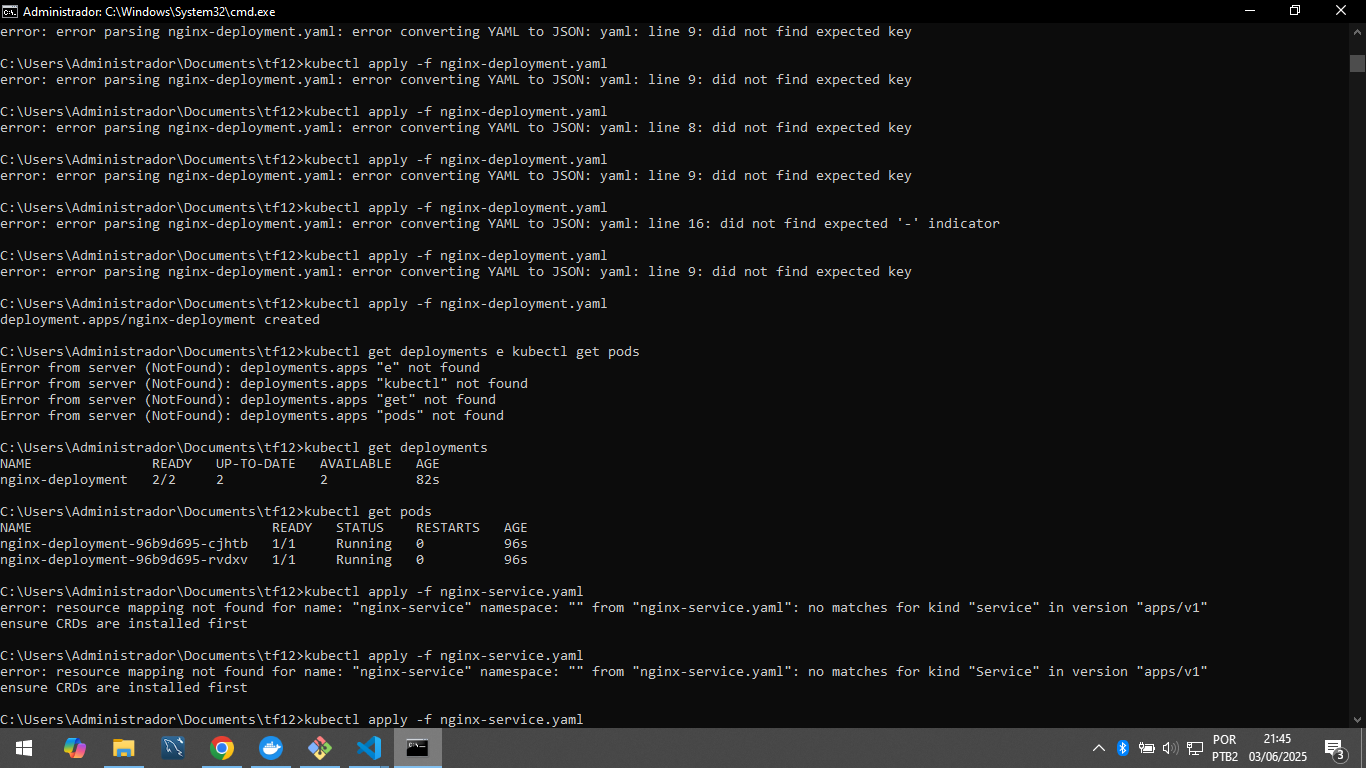 Administrador: C:\Windows\System32\cmd.exe
error: error parsing nginx-deployment.yaml: error converting YAML to JSON: yaml: line 9: did not find expected key
C:\Users\Administrador\Documents\tf12>kubectl apply -f nginx-deployment.yaml
error: error parsing nginx-deployment.yaml: error converting YAML to JSON: yaml: line 9: did not find expected key
C:\Users\Administrador\Documents\tf12>kubectl apply -f nginx-deployment.yaml
error: error parsing nginx-deployment.yaml: error converting YAML to JSON: yaml: line 8: did not find expected key
C:\Users\Administrador\Documents\tf12>kubectl apply -f nginx-deployment.yaml
error: error parsing nginx-deployment.yaml: error converting YAML to JSON: yaml: line 9: did not find expected key
C:\Users\Administrador\Documents\tf12>kubectl apply -f nginx-deployment.yaml
error: error parsing nginx-deployment.yaml: error converting YAML to JSON: yaml: line 16: did not find expected '-' indicator
C:\Users\Administrador\Documents\tf12>kubectl apply -f nginx-deployment.yaml
error: error parsing nginx-deployment.yaml: error converting YAML to JSON: yaml: line 9: did not find expected key
C:\Users\Administrador\Documents\tf12>kubectl apply -f nginx-deployment.yaml
deployment.apps/nginx-deployment created
C:\Users\Administrador\Documents\tf12>kubectl get deployments e kubectl get pods
Error from server (NotFound): deployments.apps "e" not found
Error from server (NotFound): deployments.apps "kubectl" not found
Error from server (NotFound): deployments.apps "get" not found
Error from server (NotFound): deployments.apps "pods" not found
C:\Users\Administrador\Documents\tf12>kubectl get deployments
NAME READY UP-TO-DATE AVAILABLE AGE
nginx-deployment 2/2 2 2 82s
C:\Users\Administrador\Documents\tf12>kubectl get pods
NAME READY STATUS RESTARTS AGE
nginx-deployment-96b9d695-cjhtb 1/1 Running 0 96s
nginx-deployment-96b9d695-rvdxv 1/1 Running 0 96s
C:\Users\Administrador\Documents\tf12>kubectl apply -f nginx-service.yaml
error: resource mapping not found for name: "nginx-service" namespace: "" from "nginx-service.yaml": no matches for kind "service" in version "apps/v1"
ensure CRDs are installed first
C:\Users\Administrador\Documents\tf12>kubectl apply -f nginx-service.yaml
error: resource mapping not found for name: "nginx-service" namespace: "" from "nginx-service.yaml": no matches for kind "Service" in version "apps/v1"
ensure CRDs are installed first
C:\Users\Administrador\Documents\tf12>kubectl apply -f nginx-service.yaml
POR 21:45
PTB2 03/06/2025 3